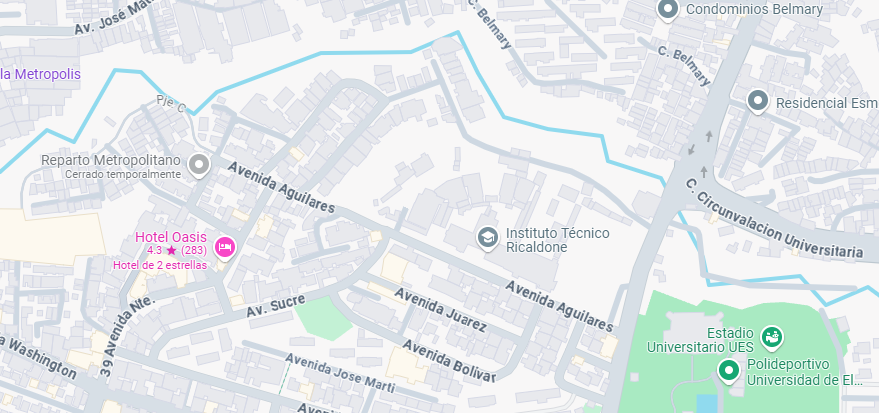 Av. José Ma
C. Belmary
Condominios Belmary
C. Belmary
la Metropolis
Residencial Esm
Pje. C
Reparto Metropolitano
Cerrado temporalmente
Avenida Aguilares
C. Circunvalacion Universitaria
Hotel Oasis
4.3 ★ (283)
Hotel de 2 estrellas
Instituto Técnico
Ricaldone
39 Avenida Nte.
Av. Sucre
Avenida Juarez
Avenida Aguilares
a Washington
Avenida Bolivar
Avenida Jose Marti
Estadio
Universitario UES
Polideportivo
Universidad de El...
Avenida